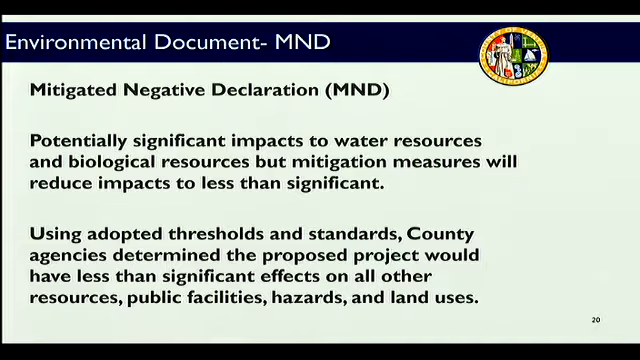 Environmental Document- MND
Mitigated Negative Declaration (MND)
Potentially significant impacts to water resources
and biological resources but mitigation measures will
reduce impacts to less than significant.
Using adopted thresholds and standards, County
agencies determined the proposed project would
have less than significant effects on all other
resources, public facilities, hazards, and land uses.
20